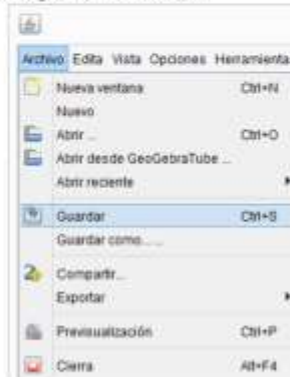 Archivo Edita Vista Opciones Herramienta
Nueva ventana Ctrl+N
Nuevo
Abrir ... Ctrl+O
Abrir desde GeoGebraTube ...
Abrir reciente
Guardar Ctrl+S
Guardar como.....
Compartir...
Exportar
Previsualización Ctrl+P
Cierra Alt+F4